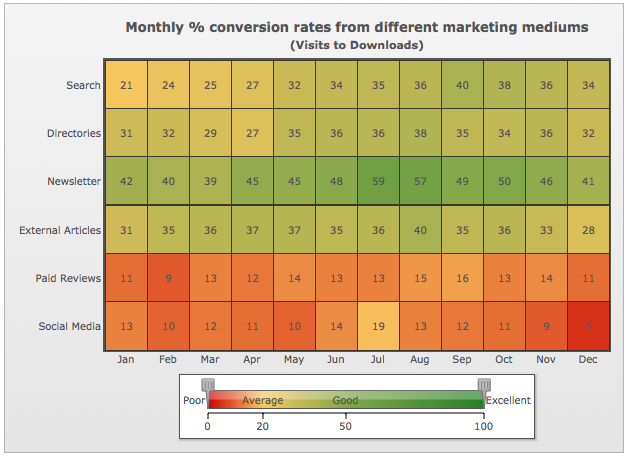 Monthly % conversion rates from different marketing mediums
(Visits to Downloads)
Search 21 24 25 27 32 34 35 36 40 38 36 34
Directories 31 32 29 27 35 36 36 38 35 34 36 32
Newsletter 42 40 39 45 45 48 59 57 49 50 46 41
External Articles 31 35 36 37 37 35 36 40 35 36 33 28
Paid Reviews 11 9 13 12 14 13 13 15 16 13 14 11
Social Media 13 10 12 11 10 14 19 13 12 11 9
Jan Feb Mar Apr May Jun Jul Aug Sep Oct Nov Dec
Poor Average Good Excellent
0 20 50 100